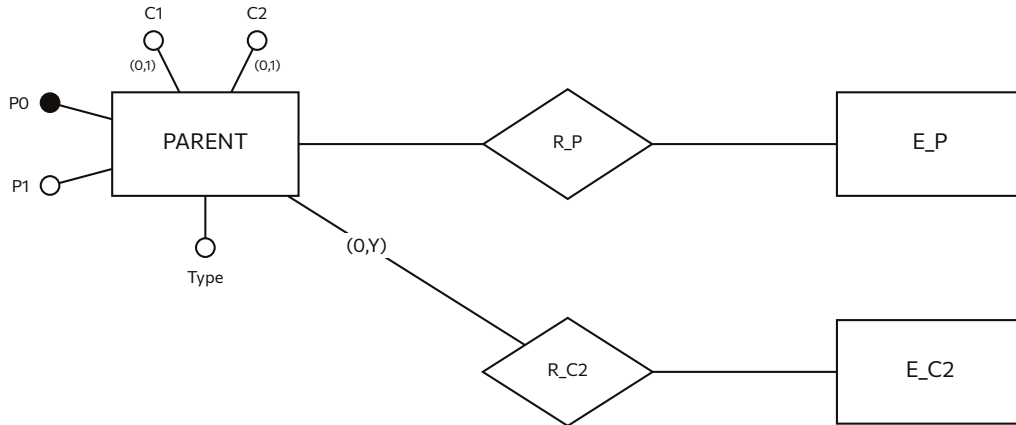 C1
C2
(0,1)
(0,1)
P0
PARENT
R_P
E_P
P1
(0,Y)
Type
R_C2
E_C2